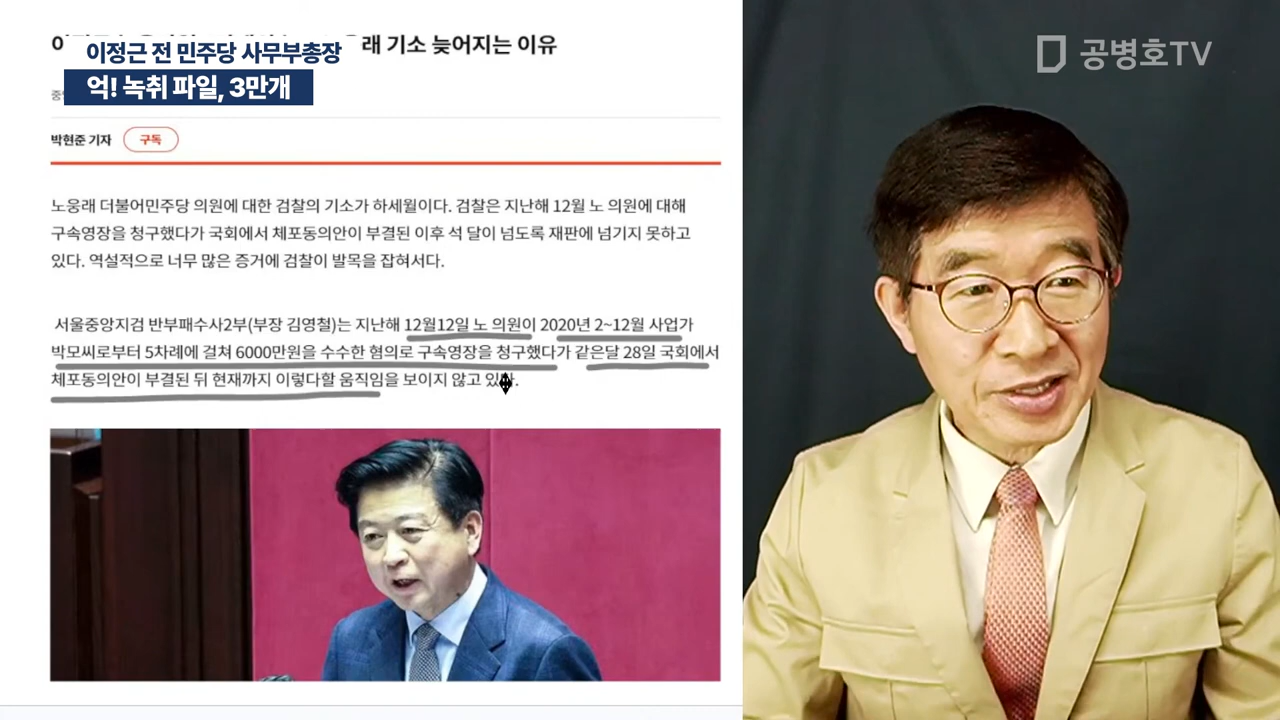 래 기소 늦어지는 이유
이정근 전 민주당 사무부총장
억! 녹취 파일, 3만개
공병호TV
박현준 기자 구독
노웅래 더불어민주당 의원에 대한 검찰의 기소가 하세월이다. 검찰은 지난해 12월 노 의원에 대해
구속영장을 청구했다가 국회에서 체포동의안이 부결된 이후 석 달이 넘도록 재판에 넘기지 못하고
있다. 역설적으로 너무 많은 증거에 검찰이 발목을 잡혀서다.
서울중앙지검 반부패수사2부(부장 김영철)는 지난해 12월12일 노 의원이 2020년 2~12월 사업가
박모씨로부터 5차례에 걸쳐 6000만원을 수수한 혐의로 구속영장을 청구했다가 같은달 28일 국회에서
체포동의안이 부결된 뒤 현재까지 이렇다할 움직임을 보이지 않고 있다.